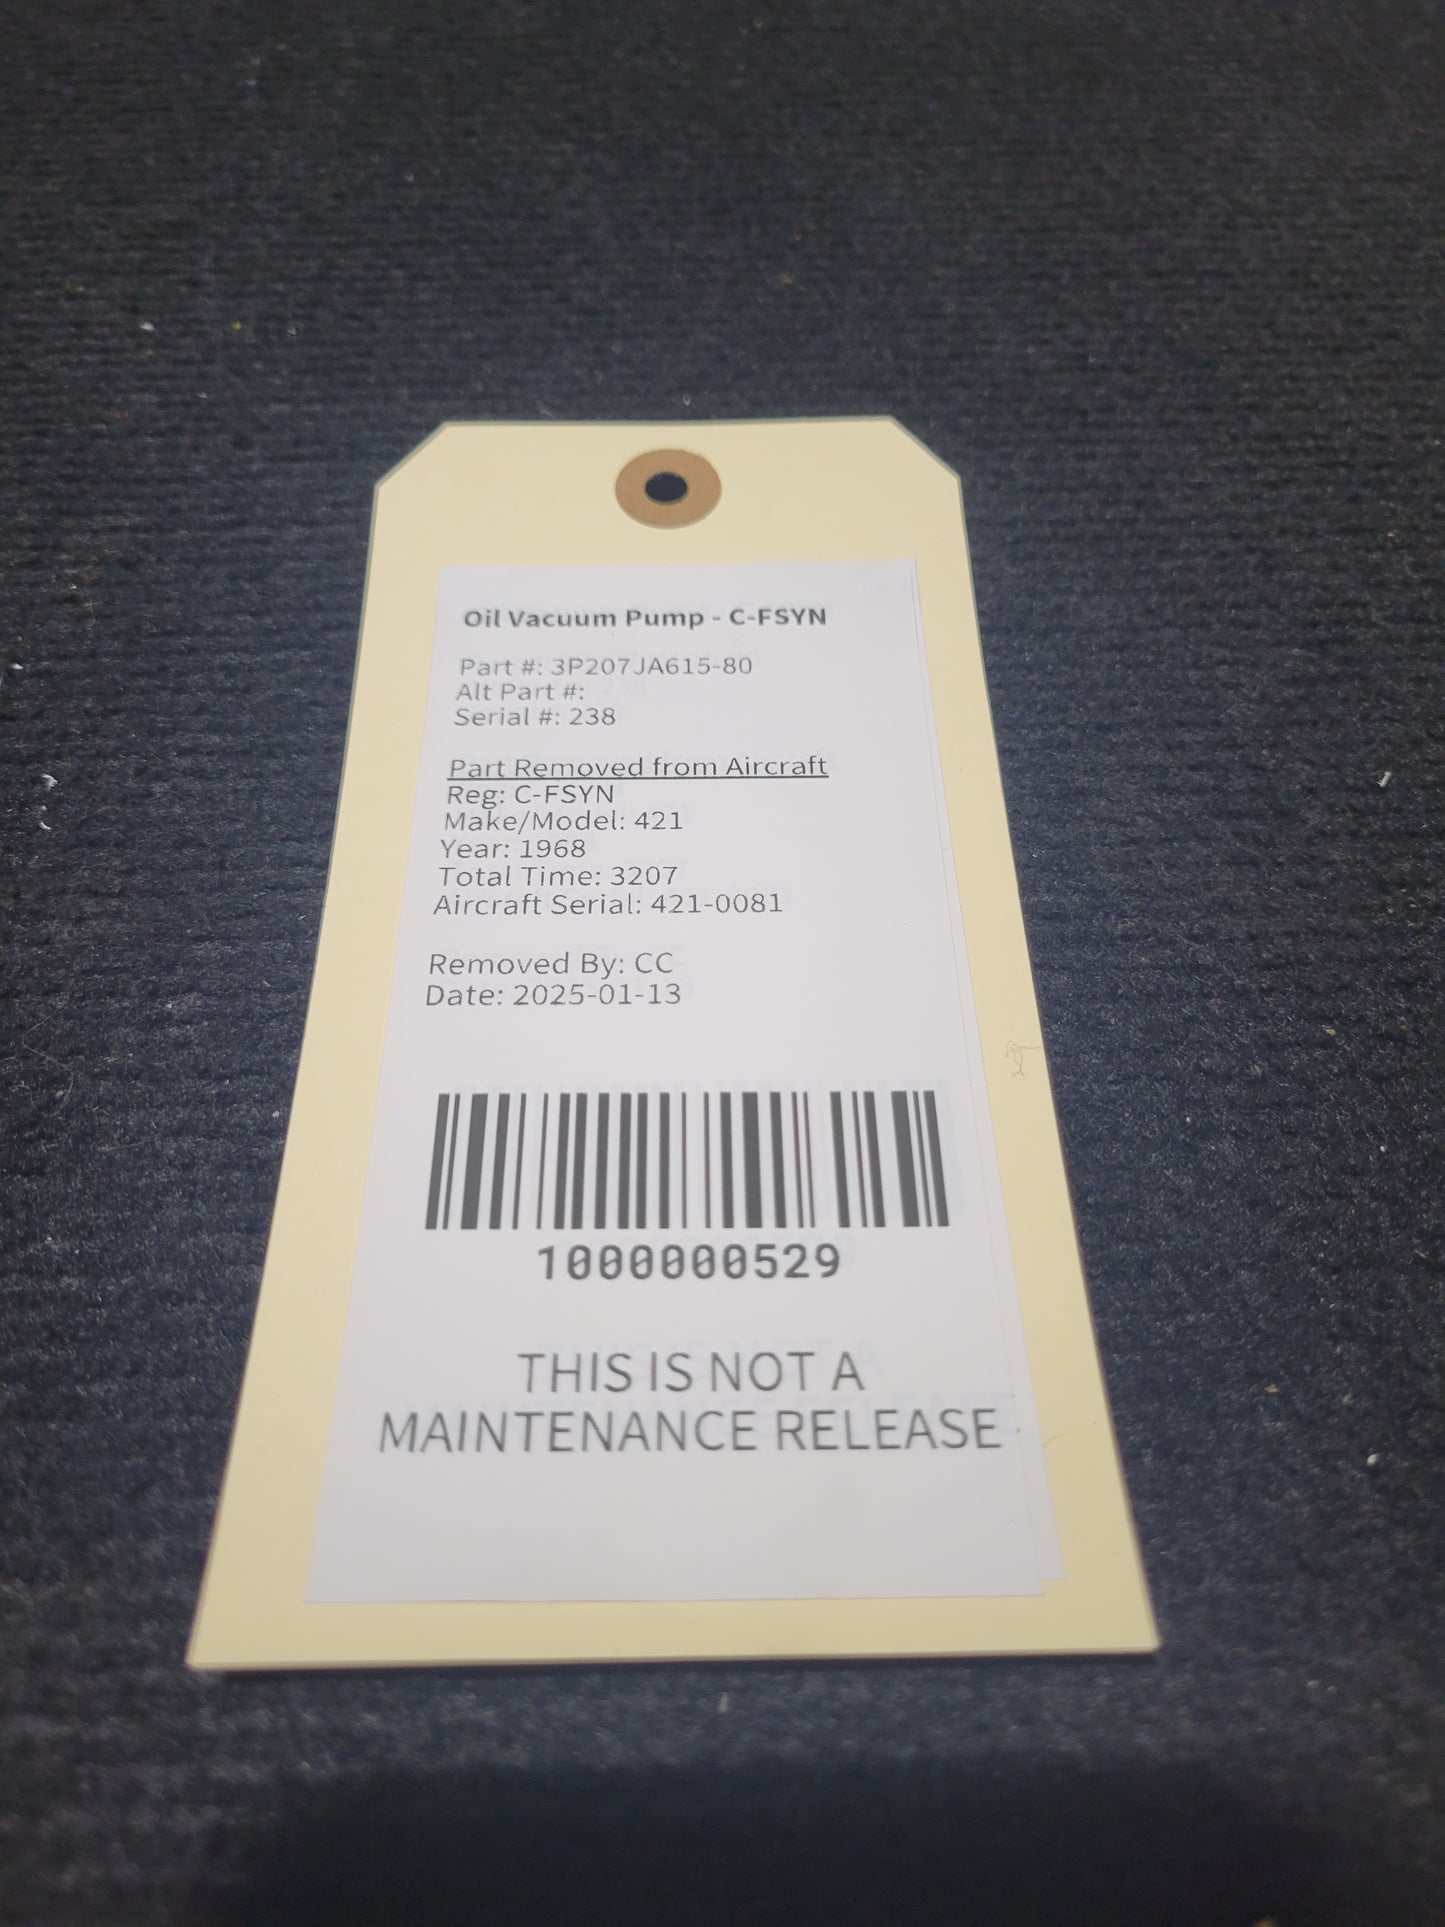 Oil Vacuum Pump - C-FSYN
Part #: 3P207JA615-80
Alt Part #:
Serial #: 238
Part Removed from Aircraft
Reg: C-FSYN
Make/Model: 421
Year: 1968
Total Time: 3207
Aircraft Serial: 421-0081
Removed By: CC
Date: 2025-01-13
1000000529
THIS IS NOT A
MAINTENANCE RELEASE